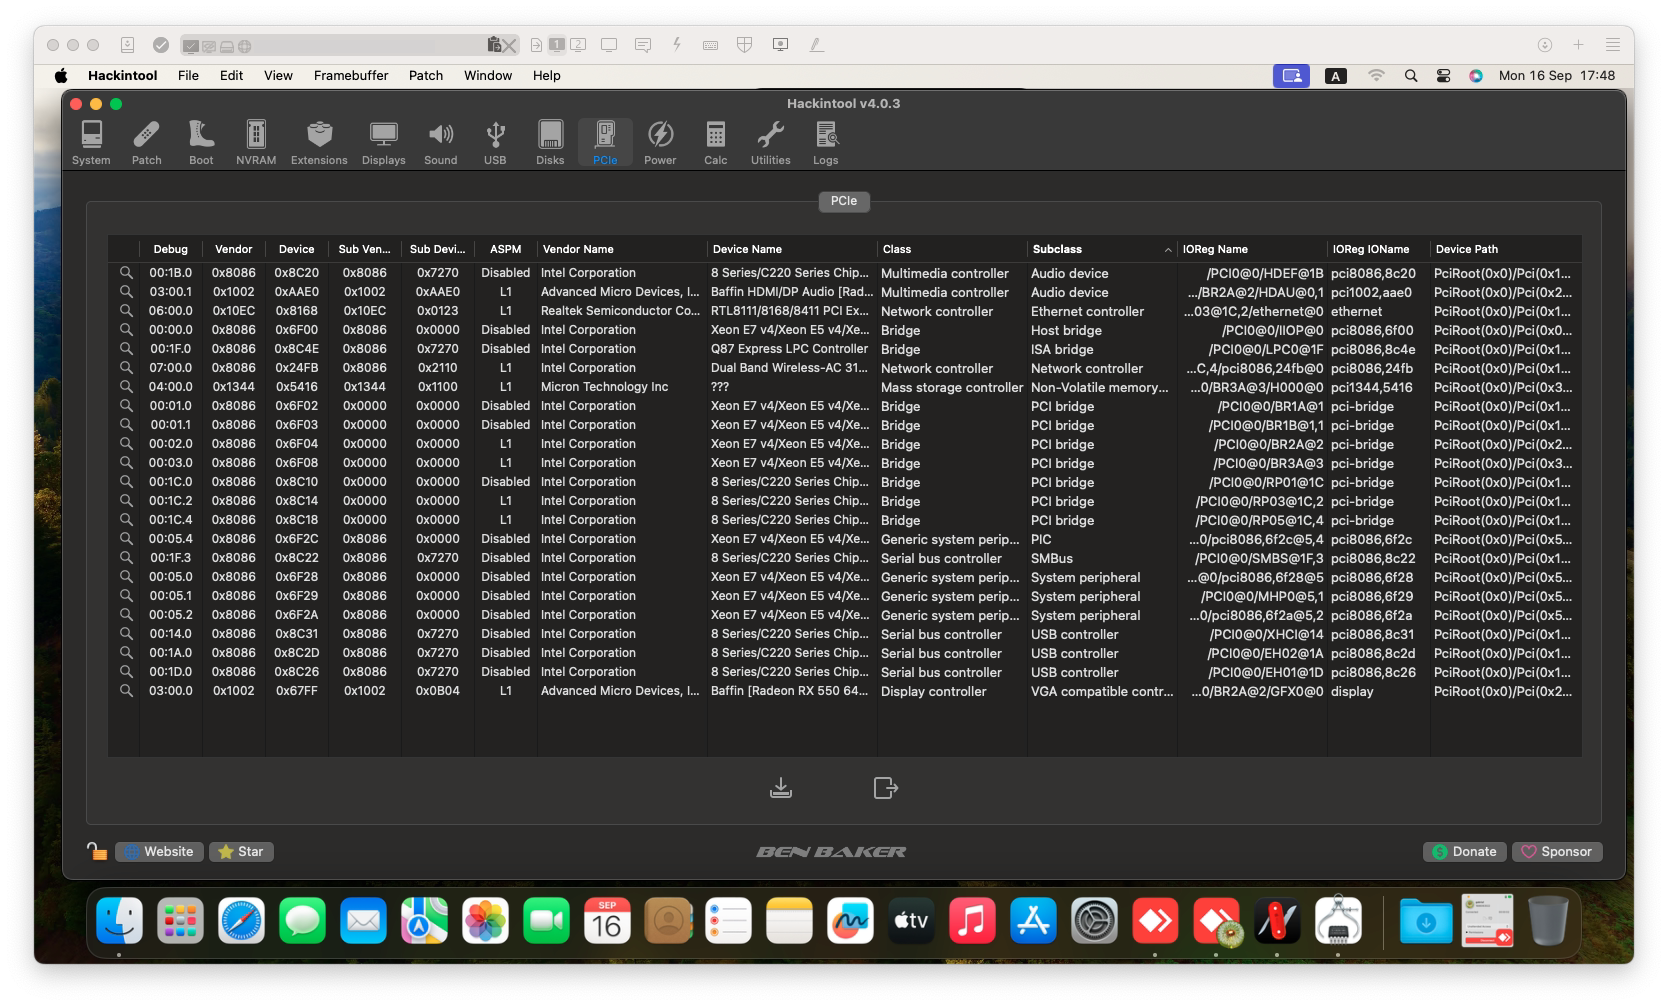 1 2
Hackintool File Edit View Framebuffer Patch Window Help A Mon 16 Sep 17:48
Hackintool v4.0.3
System Patch Boot NVRAM Extensions Displays Sound USB Disks PCIe Power Calc Utilities Logs
PCIe
Debug Vendor Device Sub Ven... Sub Devi... ASPM Vendor Name Device Name Class Subclass IOReg Name IOReg IOName Device Path
00:1B.0 0x8086 0x8C20 0x8086 0x7270 Disabled Intel Corporation 8 Series/C220 Series Chip... Multimedia controller Audio device /PCI0@0/HDEF@1B pci8086,8c20 PciRoot(0x0)/Pci(0x1...
03:00.1 0x1002 0xAAE0 0x1002 0xAAE0 L1 Advanced Micro Devices, I... Baffin HDMI/DP Audio [Rad... Multimedia controller Audio device .../BR2A@2/HDAU@0,1 pci1002,aae0 PciRoot(0x0)/Pci(0x2...
06:00.0 0x10EC 0x8168 0x10EC 0x0123 L1 Realtek Semiconductor Co... RTL8111/8168/8411 PCI Ex... Network controller Ethernet controller ...03@1C,2/ethernet@0 ethernet PciRoot(0x0)/Pci(0x1...
00:00.0 0x8086 0x6F00 0x8086 0x0000 Disabled Intel Corporation Xeon E7 v4/Xeon E5 v4/Xe... Bridge Host bridge /PCI0@0/IIOP@0 pci8086,6f00 PciRoot(0x0)/Pci(0x0...
00:1F.0 0x8086 0x8C4E 0x8086 0x7270 Disabled Intel Corporation Q87 Express LPC Controller Bridge ISA bridge /PCI0@0/LPC0@1F pci8086,8c4e PciRoot(0x0)/Pci(0x1...
07:00.0 0x8086 0x24FB 0x8086 0x2110 L1 Intel Corporation Dual Band Wireless-AC 31... Network controller Network controller ...C,4/pci8086,24fb@0 pci8086,24fb PciRoot(0x0)/Pci(0x1...
04:00.0 0x1344 0x5416 0x1344 0x1100 L1 Micron Technology Inc ??? Mass storage controller Non-Volatile memory... ...0/BR3A@3/H000@0 pci1344,5416 PciRoot(0x0)/Pci(0x3...
00:01.0 0x8086 0x6F02 0x0000 0x0000 Disabled Intel Corporation Xeon E7 v4/Xeon E5 v4/Xe... Bridge PCI bridge /PCI0@0/BR1A@1 pci-bridge PciRoot(0x0)/Pci(0x1...
00:01.1 0x8086 0x6F03 0x0000 0x0000 Disabled Intel Corporation Xeon E7 v4/Xeon E5 v4/Xe... Bridge PCI bridge /PCI0@0/BR1B@1,1 pci-bridge PciRoot(0x0)/Pci(0x1...
00:02.0 0x8086 0x6F04 0x0000 0x0000 L1 Intel Corporation Xeon E7 v4/Xeon E5 v4/Xe... Bridge PCI bridge /PCI0@0/BR2A@2 pci-bridge PciRoot(0x0)/Pci(0x2...
00:03.0 0x8086 0x6F08 0x0000 0x0000 L1 Intel Corporation Xeon E7 v4/Xeon E5 v4/Xe... Bridge PCI bridge /PCI0@0/BR3A@3 pci-bridge PciRoot(0x0)/Pci(0x3...
00:1C.0 0x8086 0x8C10 0x0000 0x0000 Disabled Intel Corporation 8 Series/C220 Series Chip... Bridge PCI bridge /PCI0@0/RP01@1C pci-bridge PciRoot(0x0)/Pci(0x1...
00:1C.2 0x8086 0x8C14 0x0000 0x0000 L1 Intel Corporation 8 Series/C220 Series Chip... Bridge PCI bridge /PCI0@0/RP03@1C,2 pci-bridge PciRoot(0x0)/Pci(0x1...
00:1C.4 0x8086 0x8C18 0x0000 0x0000 L1 Intel Corporation 8 Series/C220 Series Chip... Bridge PCI bridge /PCI0@0/RP05@1C,4 pci-bridge PciRoot(0x0)/Pci(0x1...
00:05.4 0x8086 0x6F2C 0x8086 0x0000 Disabled Intel Corporation Xeon E7 v4/Xeon E5 v4/Xe... Generic system perip... PIC ...0/pci8086,6f2c@5,4 pci8086,6f2c PciRoot(0x0)/Pci(0x5...
00:1F.3 0x8086 0x8C22 0x8086 0x7270 Disabled Intel Corporation 8 Series/C220 Series Chip... Serial bus controller SMBus /PCI0@0/SMBS@1F,3 pci8086,8c22 PciRoot(0x0)/Pci(0x1...
00:05.0 0x8086 0x6F28 0x8086 0x0000 Disabled Intel Corporation Xeon E7 v4/Xeon E5 v4/Xe... Generic system perip... System peripheral ...@0/pci8086,6f28@5 pci8086,6f28 PciRoot(0x0)/Pci(0x5...
00:05.1 0x8086 0x6F29 0x8086 0x0000 Disabled Intel Corporation Xeon E7 v4/Xeon E5 v4/Xe... Generic system perip... System peripheral /PCI0@0/MHP0@5,1 pci8086,6f29 PciRoot(0x0)/Pci(0x5...
00:05.2 0x8086 0x6F2A 0x8086 0x0000 Disabled Intel Corporation Xeon E7 v4/Xeon E5 v4/Xe... Generic system perip... System peripheral ...0/pci8086,6f2a@5,2 pci8086,6f2a PciRoot(0x0)/Pci(0x5...
00:14.0 0x8086 0x8C31 0x8086 0x7270 Disabled Intel Corporation 8 Series/C220 Series Chip... Serial bus controller USB controller /PCI0@0/XHCI@14 pci8086,8c31 PciRoot(0x0)/Pci(0x1...
00:1A.0 0x8086 0x8C2D 0x8086 0x7270 Disabled Intel Corporation 8 Series/C220 Series Chip... Serial bus controller USB controller /PCI0@0/EH02@1A pci8086,8c2d PciRoot(0x0)/Pci(0x1...
00:1D.0 0x8086 0x8C26 0x8086 0x7270 Disabled Intel Corporation 8 Series/C220 Series Chip... Serial bus controller USB controller /PCI0@0/EH01@1D pci8086,8c26 PciRoot(0x0)/Pci(0x1...
03:00.0 0x1002 0x67FF 0x1002 0x0B04 L1 Advanced Micro Devices, I... Baffin [Radeon RX 550 64... Display controller VGA compatible contr... ...0/BR2A@2/GFX0@0 display PciRoot(0x0)/Pci(0x2...
Website Star BEN BAKER Donate Sponsor
SEP
16 tv